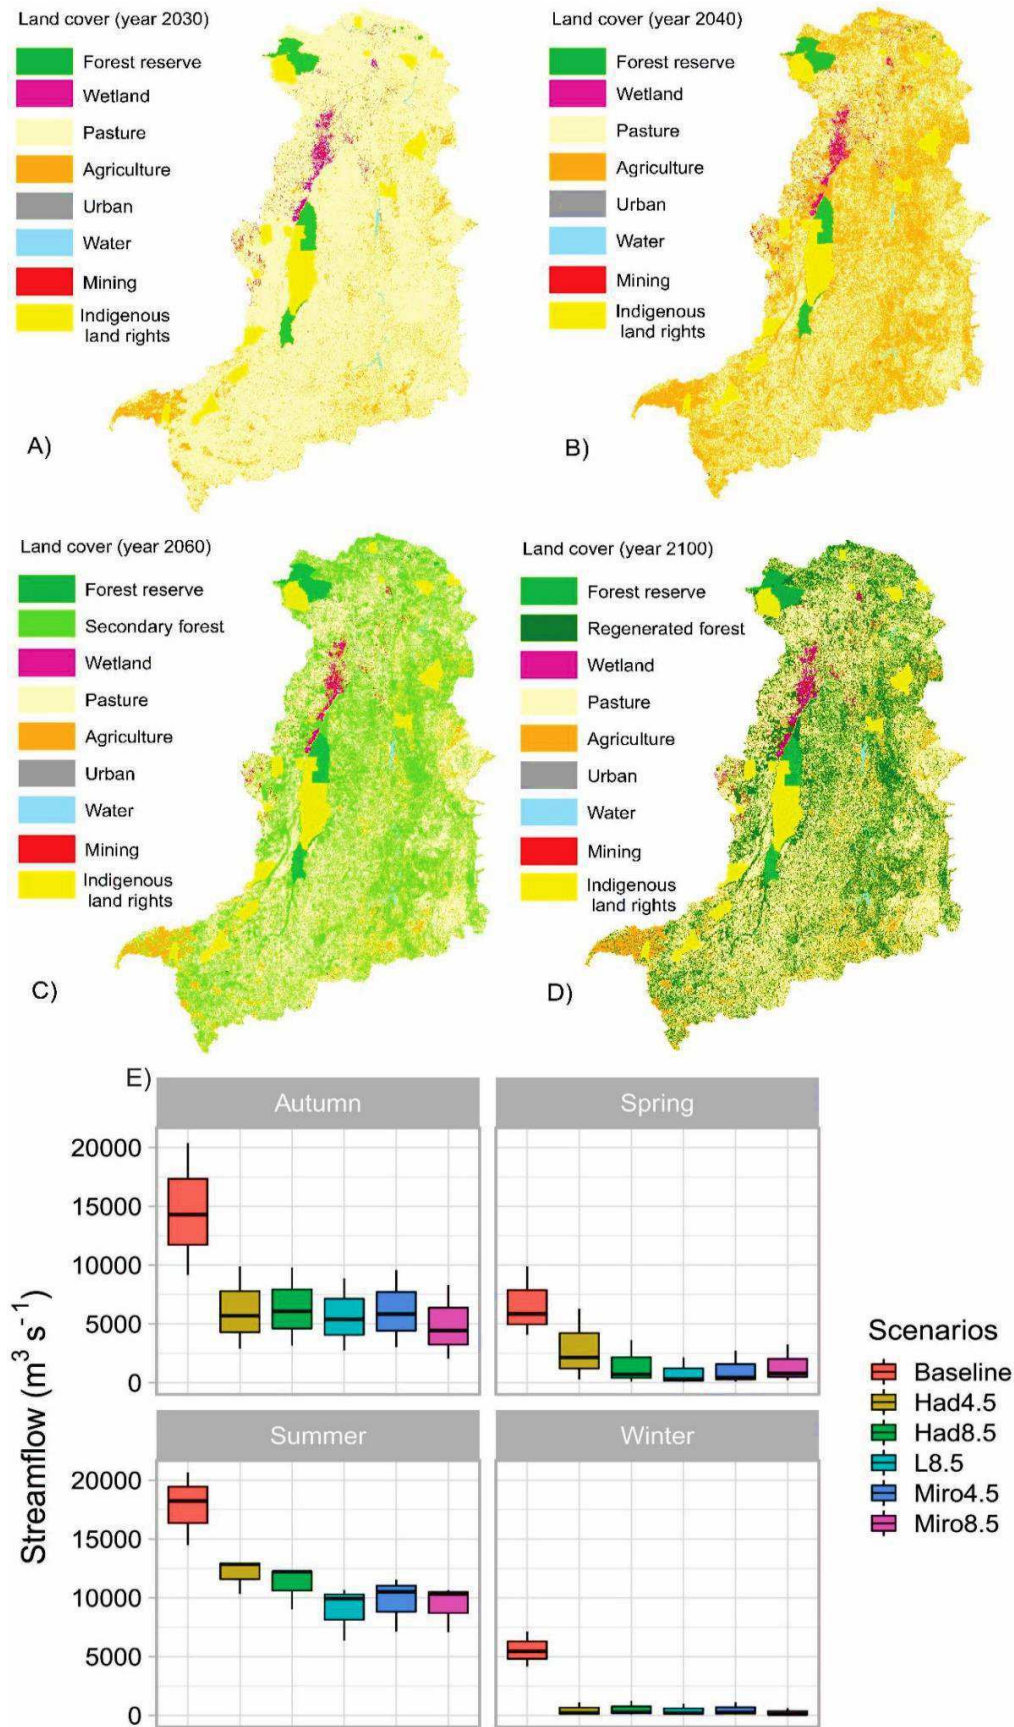 Land cover (year 2030)
Forest reserve
Wetland
Pasture
Agriculture
Urban
Water
Mining
Indigenous
land rights
A)
Land cover (year 2040)
Forest reserve
Wetland
Pasture
Agriculture
Urban
Water
Mining
Indigenous
land rights
B)
Land cover (year 2060)
Forest reserve
Secondary forest
Wetland
Pasture
Agriculture
Urban
Water
Mining
Indigenous
land rights
C)
Land cover (year 2100)
Forest reserve
Regenerated forest
Wetland
Pasture
Agriculture
Urban
Water
Mining
Indigenous
land rights
D)
E)
Autumn
Spring
20000
15000
10000
5000
0
Summer
Winter
20000
15000
10000
5000
0
Streamflow (m³ s⁻¹)
Scenarios
Baseline
Had4.5
Had8.5
L8.5
Miro4.5
Miro8.5